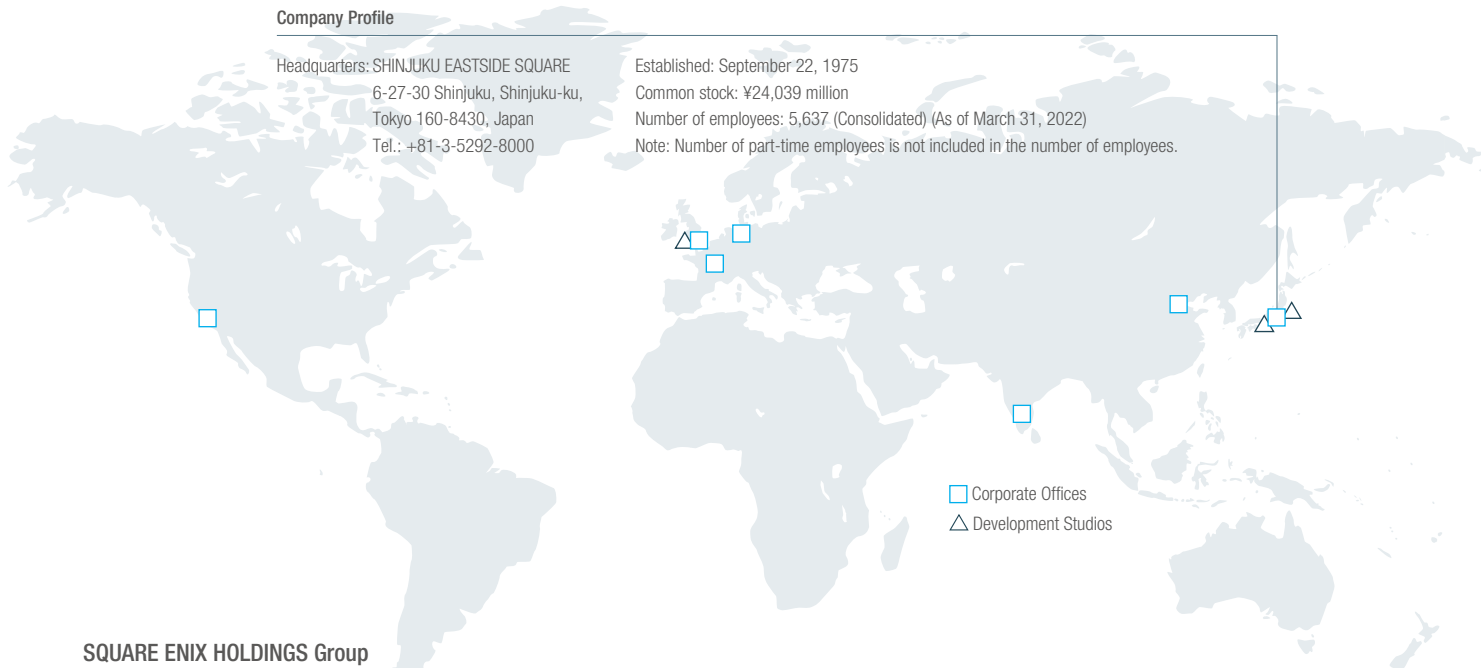 Company Profile
Headquarters: SHINJUKU EASTSIDE SQUARE
6-27-30 Shinjuku, Shinjuku-ku,
Tokyo 160-8430, Japan
Tel.: +81-3-5292-8000
Established: September 22, 1975
Common stock: ¥24,039 million
Number of employees: 5,637 (Consolidated) (As of March 31, 2022)
Note: Number of part-time employees is not included in the number of employees.
Corporate Offices
Development Studios
SQUARE ENIX HOLDINGS Group